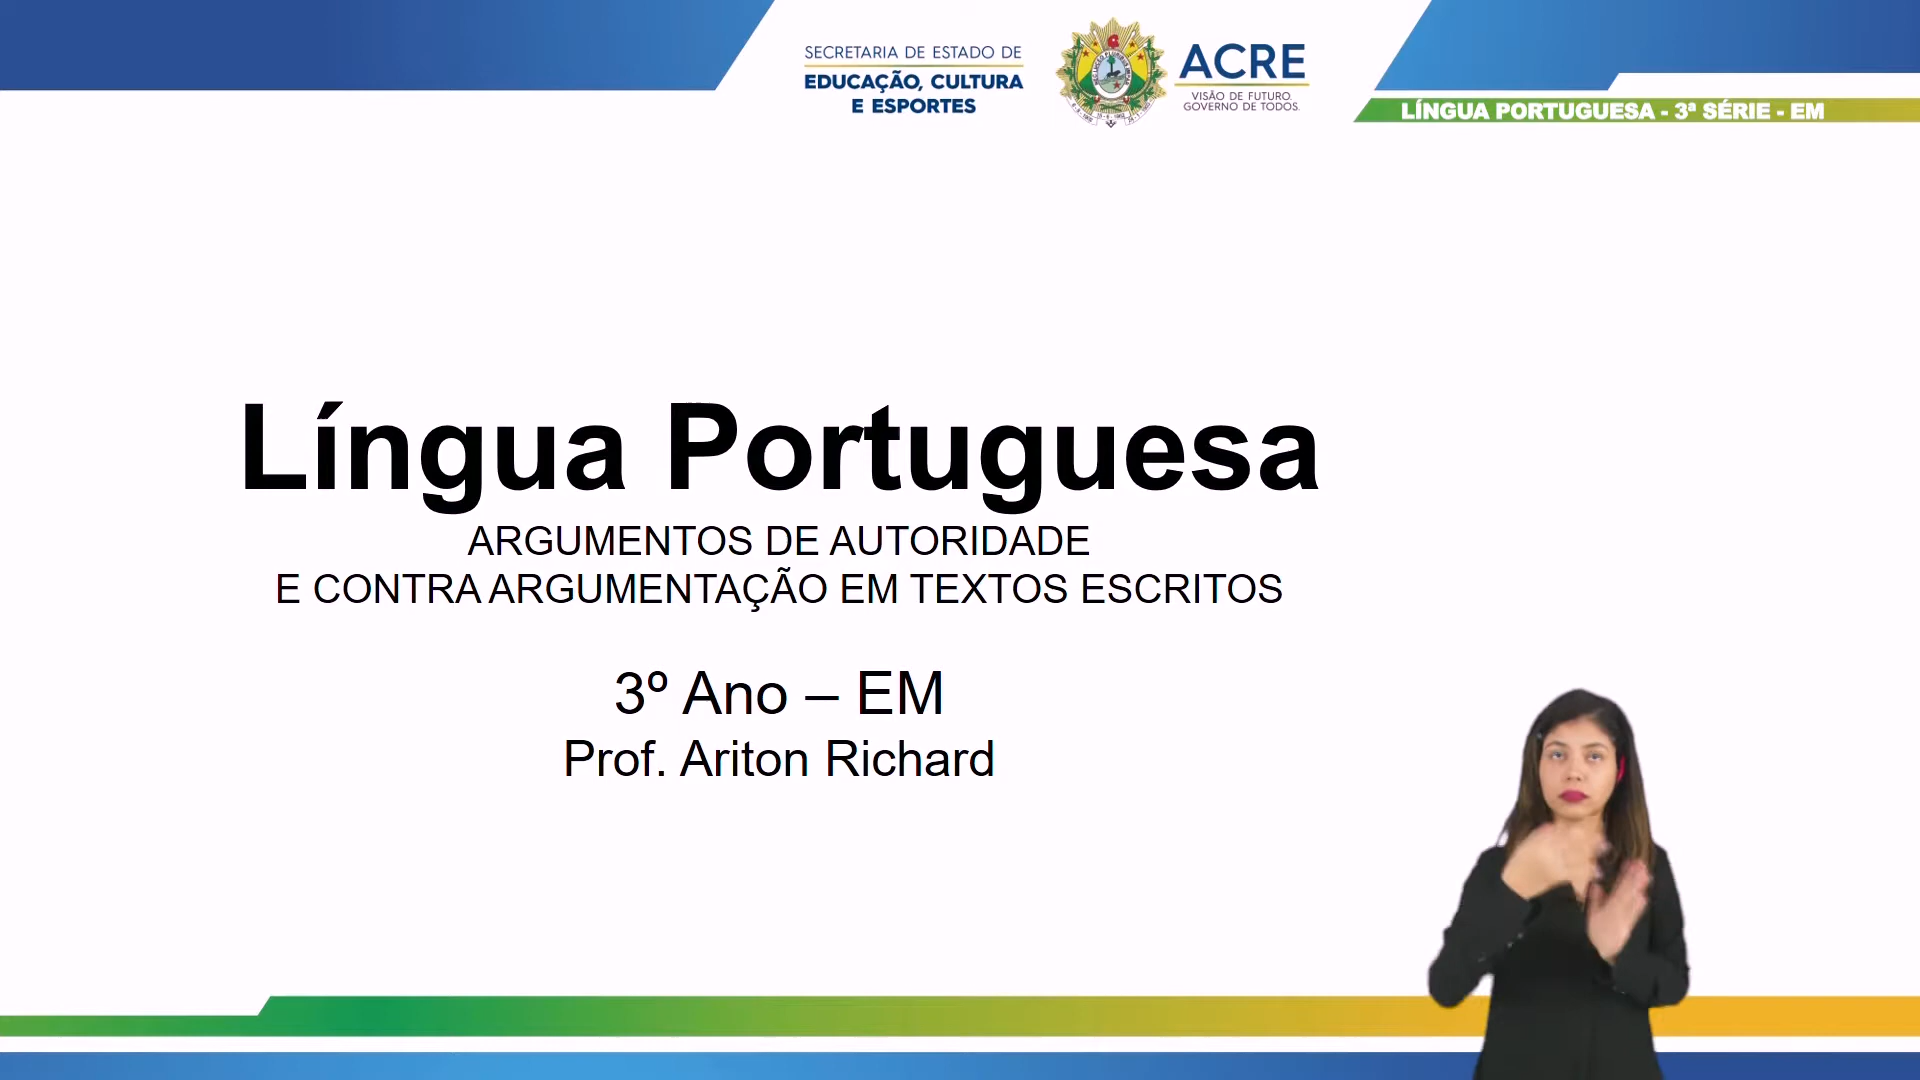 SECRETARIA DE ESTADO DE
EDUCAÇÃO, CULTURA
E ESPORTES
ACRE
VISÃO DE FUTURO.
GOVERNO DE TODOS.
LÍNGUA PORTUGUESA - 3ª SÉRIE - EM
Língua Portuguesa
ARGUMENTOS DE AUTORIDADE
E CONTRA ARGUMENTAÇÃO EM TEXTOS ESCRITOS
3º Ano – EM
Prof. Ariton Richard